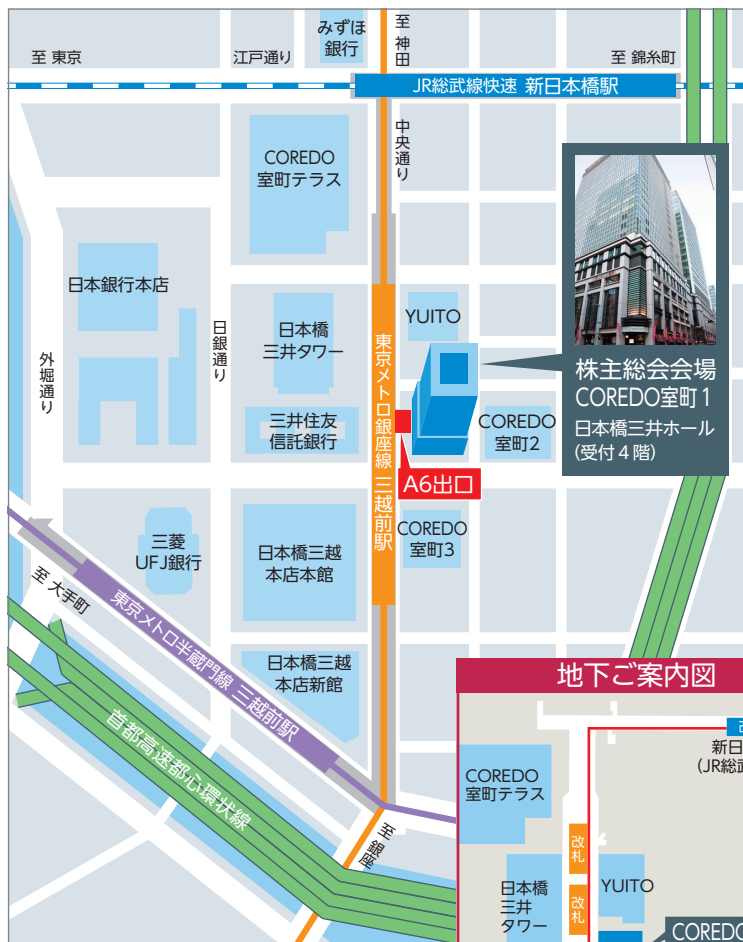 みずほ
銀行
至 神田
至 東京
江戸通り
至 錦糸町
JR総武線快速 新日本橋駅
中央通り
COREDO
室町テラス
日本銀行本店
外堀通り
日銀通り
日本橋
三井タワー
YUITO
東京メトロ銀座線 三越前駅
株主総会会場
COREDO室町1
日本橋三井ホール
(受付4階)
三井住友
信託銀行
COREDO
室町2
A6出口
三菱
UFJ銀行
日本橋三越
本店本館
COREDO
室町3
至 大手町
東京メトロ半蔵門線 三越前駅
日本橋三越
本店新館
首都高速都心環状線
至 銀座
地下ご案内図
新日
(JR総武
COREDO
室町テラス
改札
日本橋
三井
タワー
改札
YUITO
COREDO